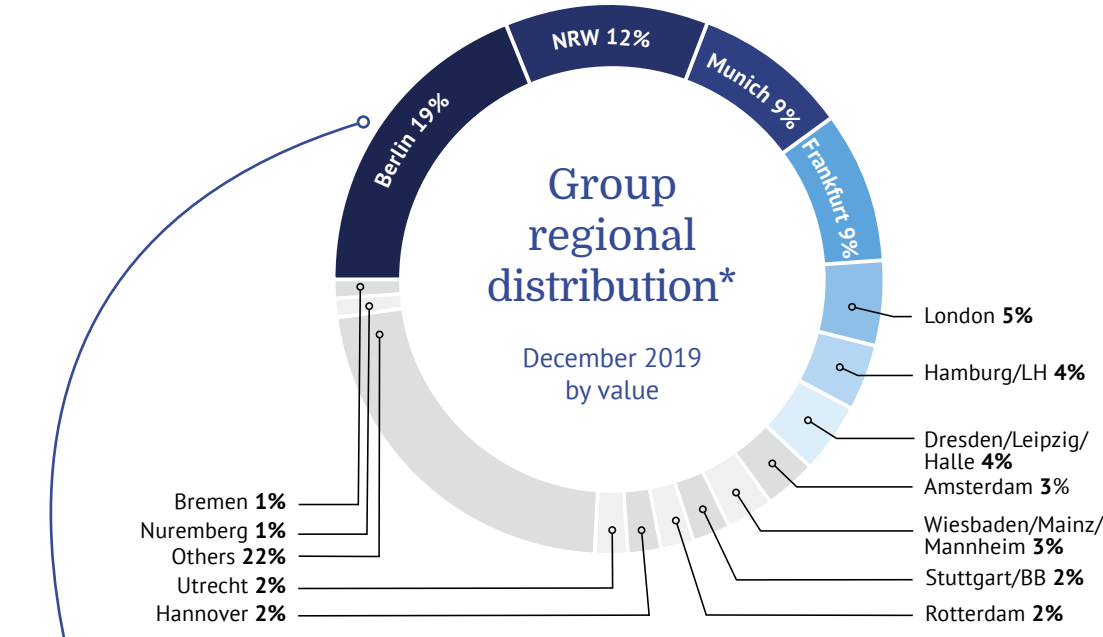 NRW 12%
Munich 9%
Berlin 19%
Frankfurt 9%
Group
regional
distribution*
December 2019
by value
London 5%
Hamburg/LH 4%
Dresden/Leipzig/
Halle 4%
Amsterdam 3%
Wiesbaden/Mainz/
Mannheim 3%
Stuttgart/BB 2%
Rotterdam 2%
Bremen 1%
Nuremberg 1%
Others 22%
Utrecht 2%
Hannover 2%